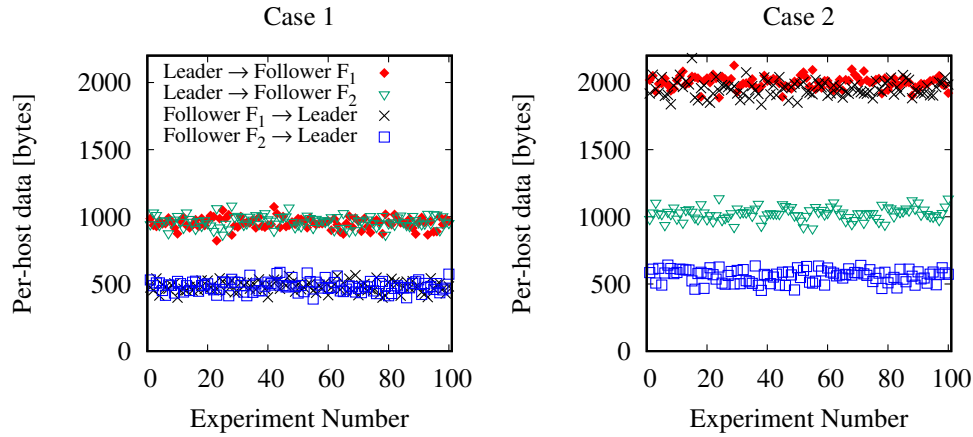 Case 1
Per-host data [bytes]
2000
1500
1000
500
0
Leader → Follower F₁
Leader → Follower F₂
Follower F₁ → Leader
Follower F₂ → Leader
0 20 40 60 80 100
Experiment Number
Case 2
Per-host data [bytes]
2000
1500
1000
500
0
0 20 40 60 80 100
Experiment Number